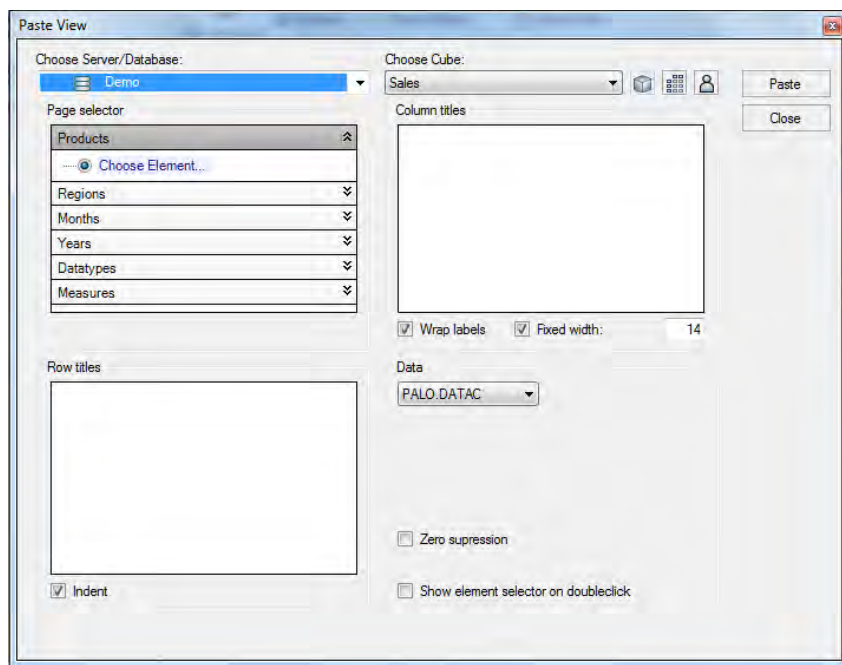 Paste View
Choose Server/Database:
Choose Cube:
Demo
Sales
Paste
Close
Page selector
Column titles
Products
Choose Element...
Regions
Months
Years
Datatypes
Measures
Wrap labels
Fixed width:
14
Row titles
Data
PALO.DATAC
Zero supression
Indent
Show element selector on doubleclick